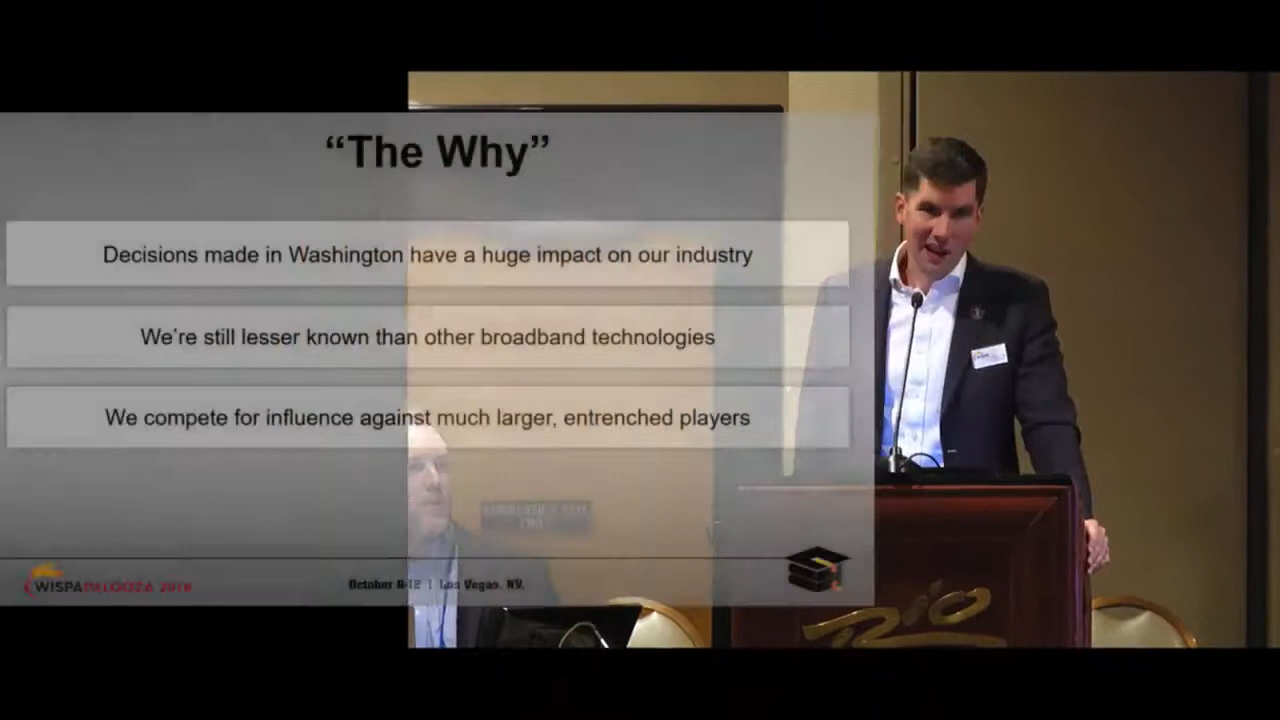 “The Why”
Decisions made in Washington have a huge impact on our industry
We’re still lesser known than other broadband technologies
We compete for influence against much larger, entrenched players
WISPAPALOOZA 2018
October 8-12 | Las Vegas, NV.
Rio